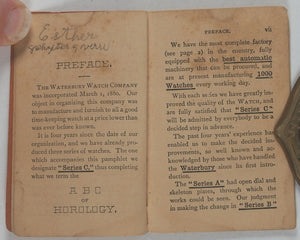 Esther
PREFACE.
THE WATERBURY WATCH COMPANY
was incorporated March 1, 1880. Our
object in organizing this company was
to manufacture and furnish to all a good
time-keeping watch at a price lower than
was ever before known.
It is four years since the date of our
organization, and we have already pro-
duced three series of watches. The one
which accompanies this pamphlet we
designate "Series C," thus completing
what we term the
A B C
OF
HOROLOGY.
PREFACE. vii
We have the most complete factory
(see page 2) in the country, fully
equipped with the best automatic
machinery that can be procured, and
are at present manufacturing 1000
Watches every working day.
With each series we have greatly im-
proved the quality of the WATCH, and
are fully satisfied that "Series C"
will be admitted by everybody to be a
decided step in advance.
The past four years' experience has
enabled us to make the decided im-
provements, so generally well and ac-
knowledged by those who have handled
the Waterbury since its first intro-
duction.
The "Series A" had open dial and
skeleton plates, through which the
works could be seen. Our judgment
in making the change in "Series B"